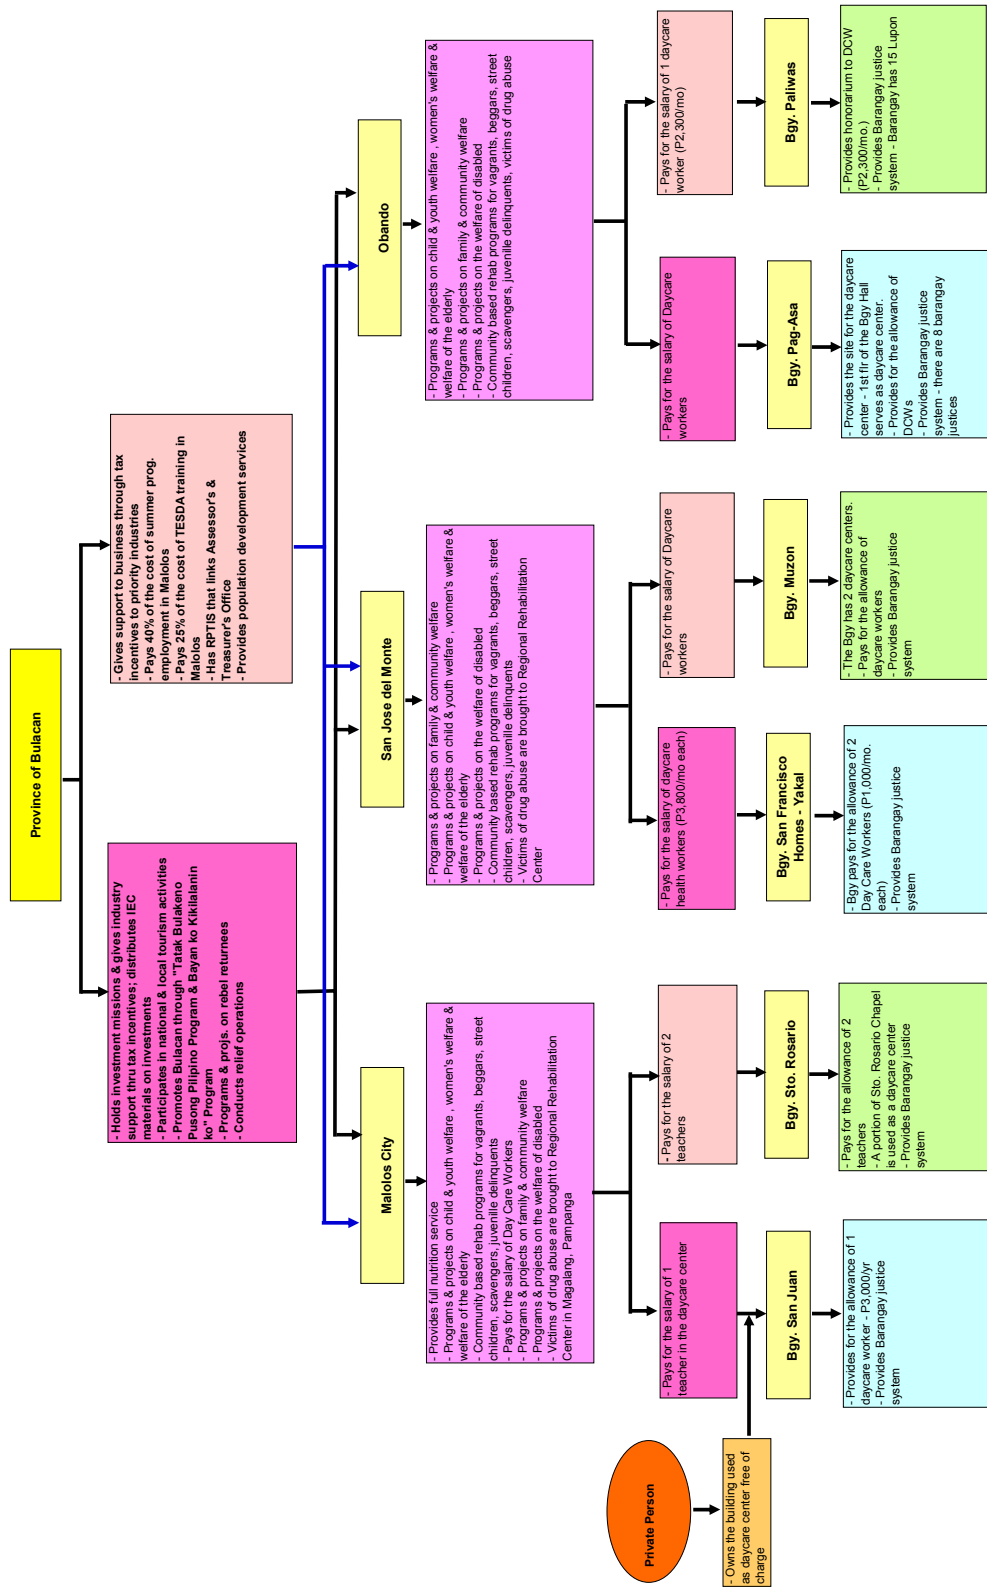 Province of Bulacan
- Holds investment missions & gives industry
support thru tax incentives; distributes IEC
materials on investments
- Participates in national & local tourism activities
- Promotes Bulacan through "Tatak Bulakeno
Pusong Pilipino Program & Bayan ko Kikilalanin
ko" Program
- Programs & projs. on rebel returnees
- Conducts relief operations
- Gives support to business through tax
incentives to priority industries
- Pays 40% of the cost of summer prog.
employment in Malolos
- Pays 25% of the cost of TESDA training in
Malolos
- Has RPTIS that links Assessor's &
Treasurer's Office
- Provides population development services
Malolos City
San Jose del Monte
Obando
- Provides full nutrition service
- Programs & projects on child & youth welfare , women's welfare &
welfare of the elderly
- Community based rehab programs for vagrants, beggars, street
children, scavengers, juvenille delinquents
- Pays for the salary of Day Care Workers
- Programs & projects on family & community welfare
- Programs & projects on the welfare of disabled
- Victims of drug abuse are brought to Regional Rehabilitation
Center in Magalang, Pampanga
- Programs & projects on family & community welfare
- Programs & projects on child & youth welfare , women's welfare &
welfare of the elderly
- Programs & projects on the welfare of disabled
- Community based rehab programs for vagrants, beggars, street
children, scavengers, juvenille delinquents
- Victims of drug abuse are brought to Regional Rehabilitation
Center
- Programs & projects on child & youth welfare , women's welfare &
welfare of the elderly
- Programs & projects on family & community welfare
- Programs & projects on the welfare of disabled
- Community based rehab programs for vagrants, beggars, street
children, scavengers, juvenille delinquents, victims of drug abuse
- Pays for the salary of 1
teacher in the daycare center
- Pays for the salary of 2
teachers
- Pays for the salary of daycare
health workers (P3,800/mo each)
- Pays for the salary of Daycare
workers
- Pays for the salary of Daycare
workers
- Pays for the salary of 1 daycare
worker (P2,300/mo)
Private Person
- Owns the building used
as daycare center free of
charge
Bgy. San Juan
Bgy. Sto. Rosario
Bgy. San Francisco
Homes - Yakal
Bgy. Muzon
Bgy. Pag-Asa
Bgy. Paliwas
- Provides for the allowance of 1
daycare worker - P3,000/yr
- Provides Barangay justice
system
- Pays for the allowance of 2
teachers
- A portion of Sto. Rosario Chapel
is used as a daycare center
- Provides Barangay justice
system
- Bgy pays for the allowance of 2
Day Care Workers (P1,000/mo.
each)
- Provides Barangay justice
system
- The Bgy has 2 daycare centers.
- Pays for the allowance of
daycare workers
- Provides Barangay justice
system
- Provides the site for the daycare
center - 1st flr of the Bgy Hall
serves as daycare center.
- Provides for the allowance of
DCWs
- Provides Barangay justice
system - there are 8 barangay
justices
- Provides honorarium to DCW
(P2,300/mo.)
- Provides Barangay justice
system - Barangay has 15 Lupon